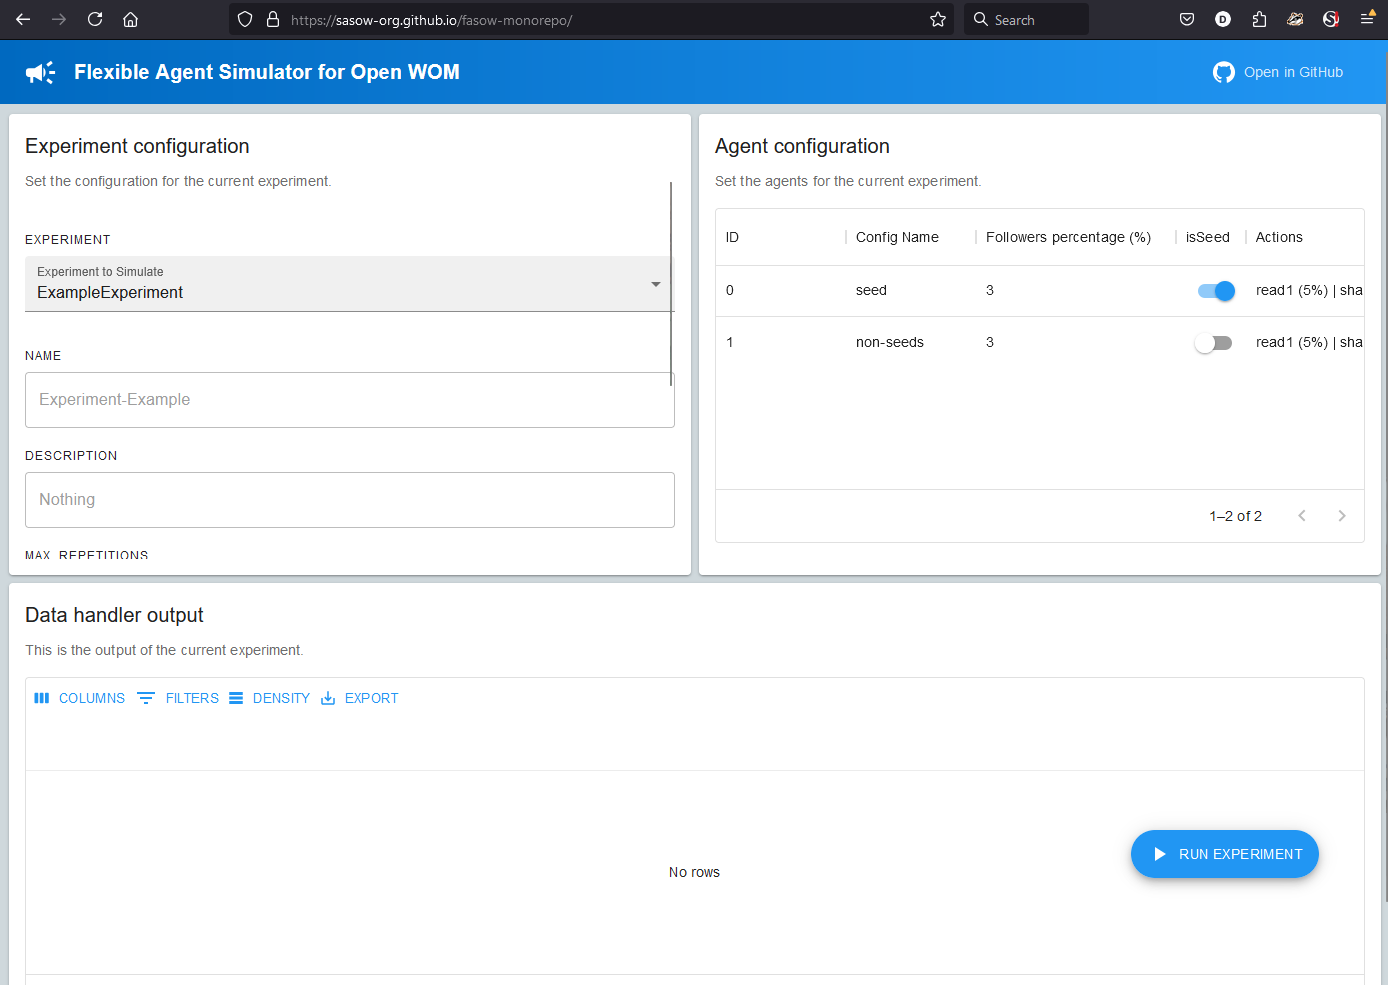 https://sasow-org.github.io/fasow-monorepo/
Search
D
Flexible Agent Simulator for Open WOM
Open in GitHub
Experiment configuration
Set the configuration for the current experiment.
EXPERIMENT
Experiment to Simulate
ExampleExperiment
NAME
Experiment-Example
DESCRIPTION
Nothing
MAX_REPETITIONS
Agent configuration
Set the agents for the current experiment.
ID Config Name Followers percentage (%) isSeed Actions
0 seed 3 read1 (5%) | sha
1 non-seeds 3 read1 (5%) | sha
1–2 of 2
Data handler output
This is the output of the current experiment.
COLUMNS FILTERS DENSITY EXPORT
No rows
RUN EXPERIMENT